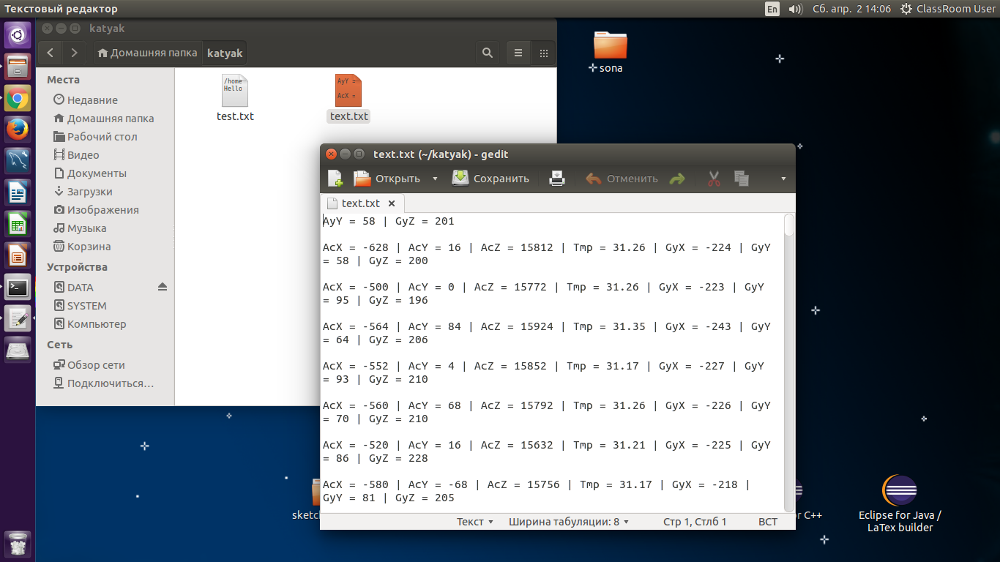 Текстовый редактор
En
Сб. апр. 2 14:06
ClassRoom User
katyak
Домашняя папка
katyak
Места
Недавние
Домашняя папка
Рабочий стол
Видео
Документы
Загрузки
Изображения
Музыка
Корзина
Устройства
DATA
SYSTEM
Компьютер
Сеть
Обзор сети
Подключиться…
/home
Hello
test.txt
AyY =
AcX =
text.txt
sona
text.txt (~/katyak) - gedit
Открыть
Сохранить
Отменить
text.txt
AyY = 58 | GyZ = 201
AcX = -628 | AcY = 16 | AcZ = 15812 | Tmp = 31.26 | GyX = -224 | GyY
= 58 | GyZ = 200
AcX = -500 | AcY = 0 | AcZ = 15772 | Tmp = 31.26 | GyX = -223 | GyY
= 95 | GyZ = 196
AcX = -564 | AcY = 84 | AcZ = 15924 | Tmp = 31.35 | GyX = -243 | GyY
= 64 | GyZ = 206
AcX = -552 | AcY = 4 | AcZ = 15852 | Tmp = 31.17 | GyX = -227 | GyY
= 93 | GyZ = 210
AcX = -560 | AcY = 68 | AcZ = 15792 | Tmp = 31.26 | GyX = -226 | GyY
= 70 | GyZ = 210
AcX = -520 | AcY = 16 | AcZ = 15632 | Tmp = 31.21 | GyX = -225 | GyY
= 86 | GyZ = 228
AcX = -580 | AcY = -68 | AcZ = 15756 | Tmp = 31.17 | GyX = -218 |
GyY = 81 | GyZ = 205
Текст
Ширина табуляции: 8
Стр 1, Стлб 1
ВСТ
C++
Eclipse for Java /
LaTex builder